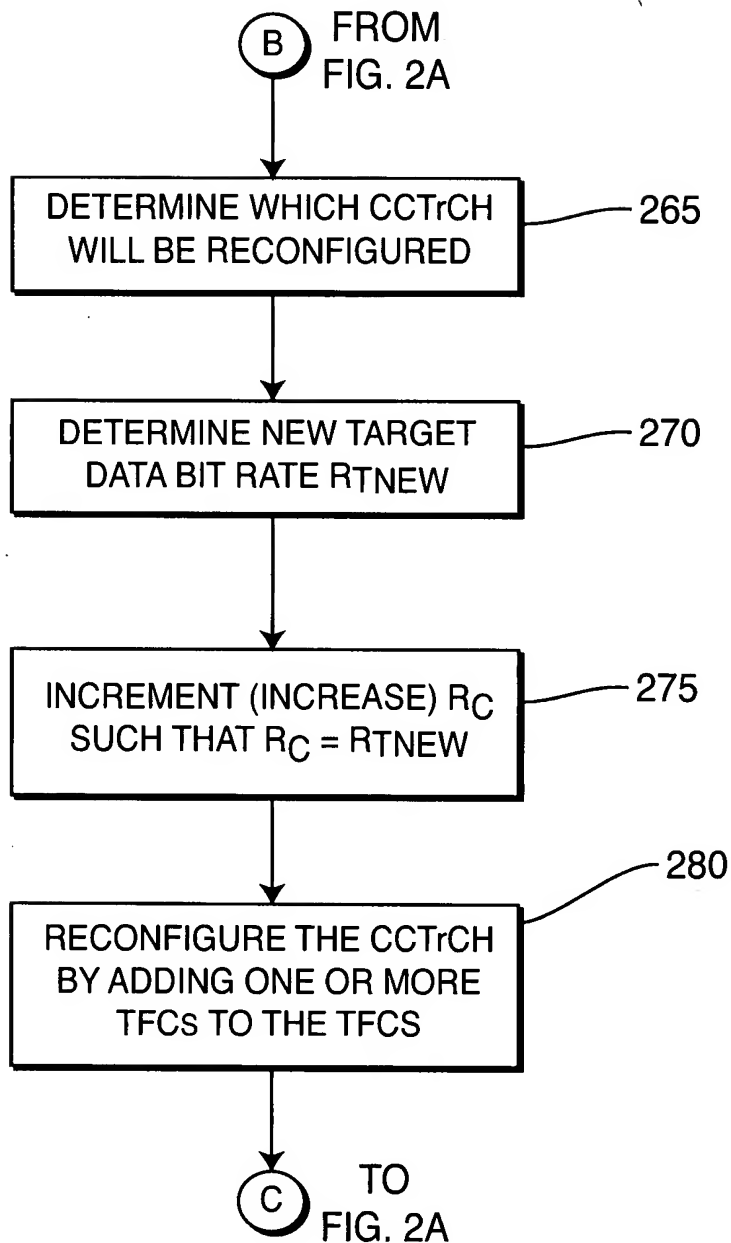 B
FROM
FIG. 2A
DETERMINE WHICH CCTrCH
WILL BE RECONFIGURED
265
DETERMINE NEW TARGET
DATA BIT RATE RTNEW
270
INCREMENT (INCREASE) RC
SUCH THAT RC = RTNEW
275
RECONFIGURE THE CCTrCH
BY ADDING ONE OR MORE
TFCs TO THE TFCS
280
C
TO
FIG. 2A